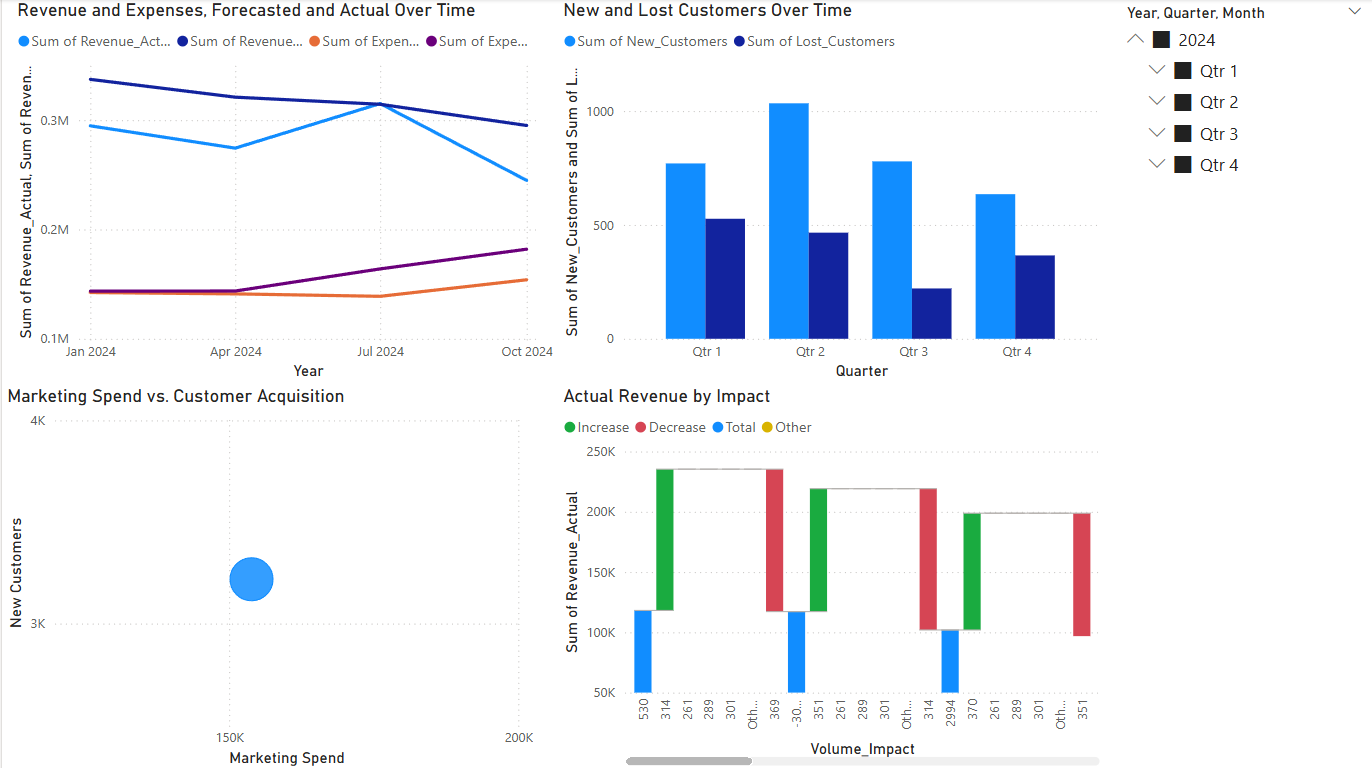 Revenue and Expenses, Forecasted and Actual Over Time
Sum of Revenue_Act... Sum of Revenue... Sum of Expen... Sum of Expe...
Sum of Revenue_Actual, Sum of Reven...
0.3M
0.2M
0.1M
Jan 2024 Apr 2024 Jul 2024 Oct 2024
Year
New and Lost Customers Over Time
Sum of New_Customers Sum of Lost_Customers
Sum of New_Customers and Sum of L...
1000
500
0
Qtr 1 Qtr 2 Qtr 3 Qtr 4
Quarter
Year, Quarter, Month
2024
Qtr 1
Qtr 2
Qtr 3
Qtr 4
Marketing Spend vs. Customer Acquisition
New Customers
4K
3K
150K 200K
Marketing Spend
Actual Revenue by Impact
Increase Decrease Total Other
Sum of Revenue_Actual
250K
200K
150K
100K
50K
530 314 261 289 301 Oth... 369 -30... 351 261 289 301 Oth... 314 2994 370 261 289 301 Oth... 351
Volume_Impact